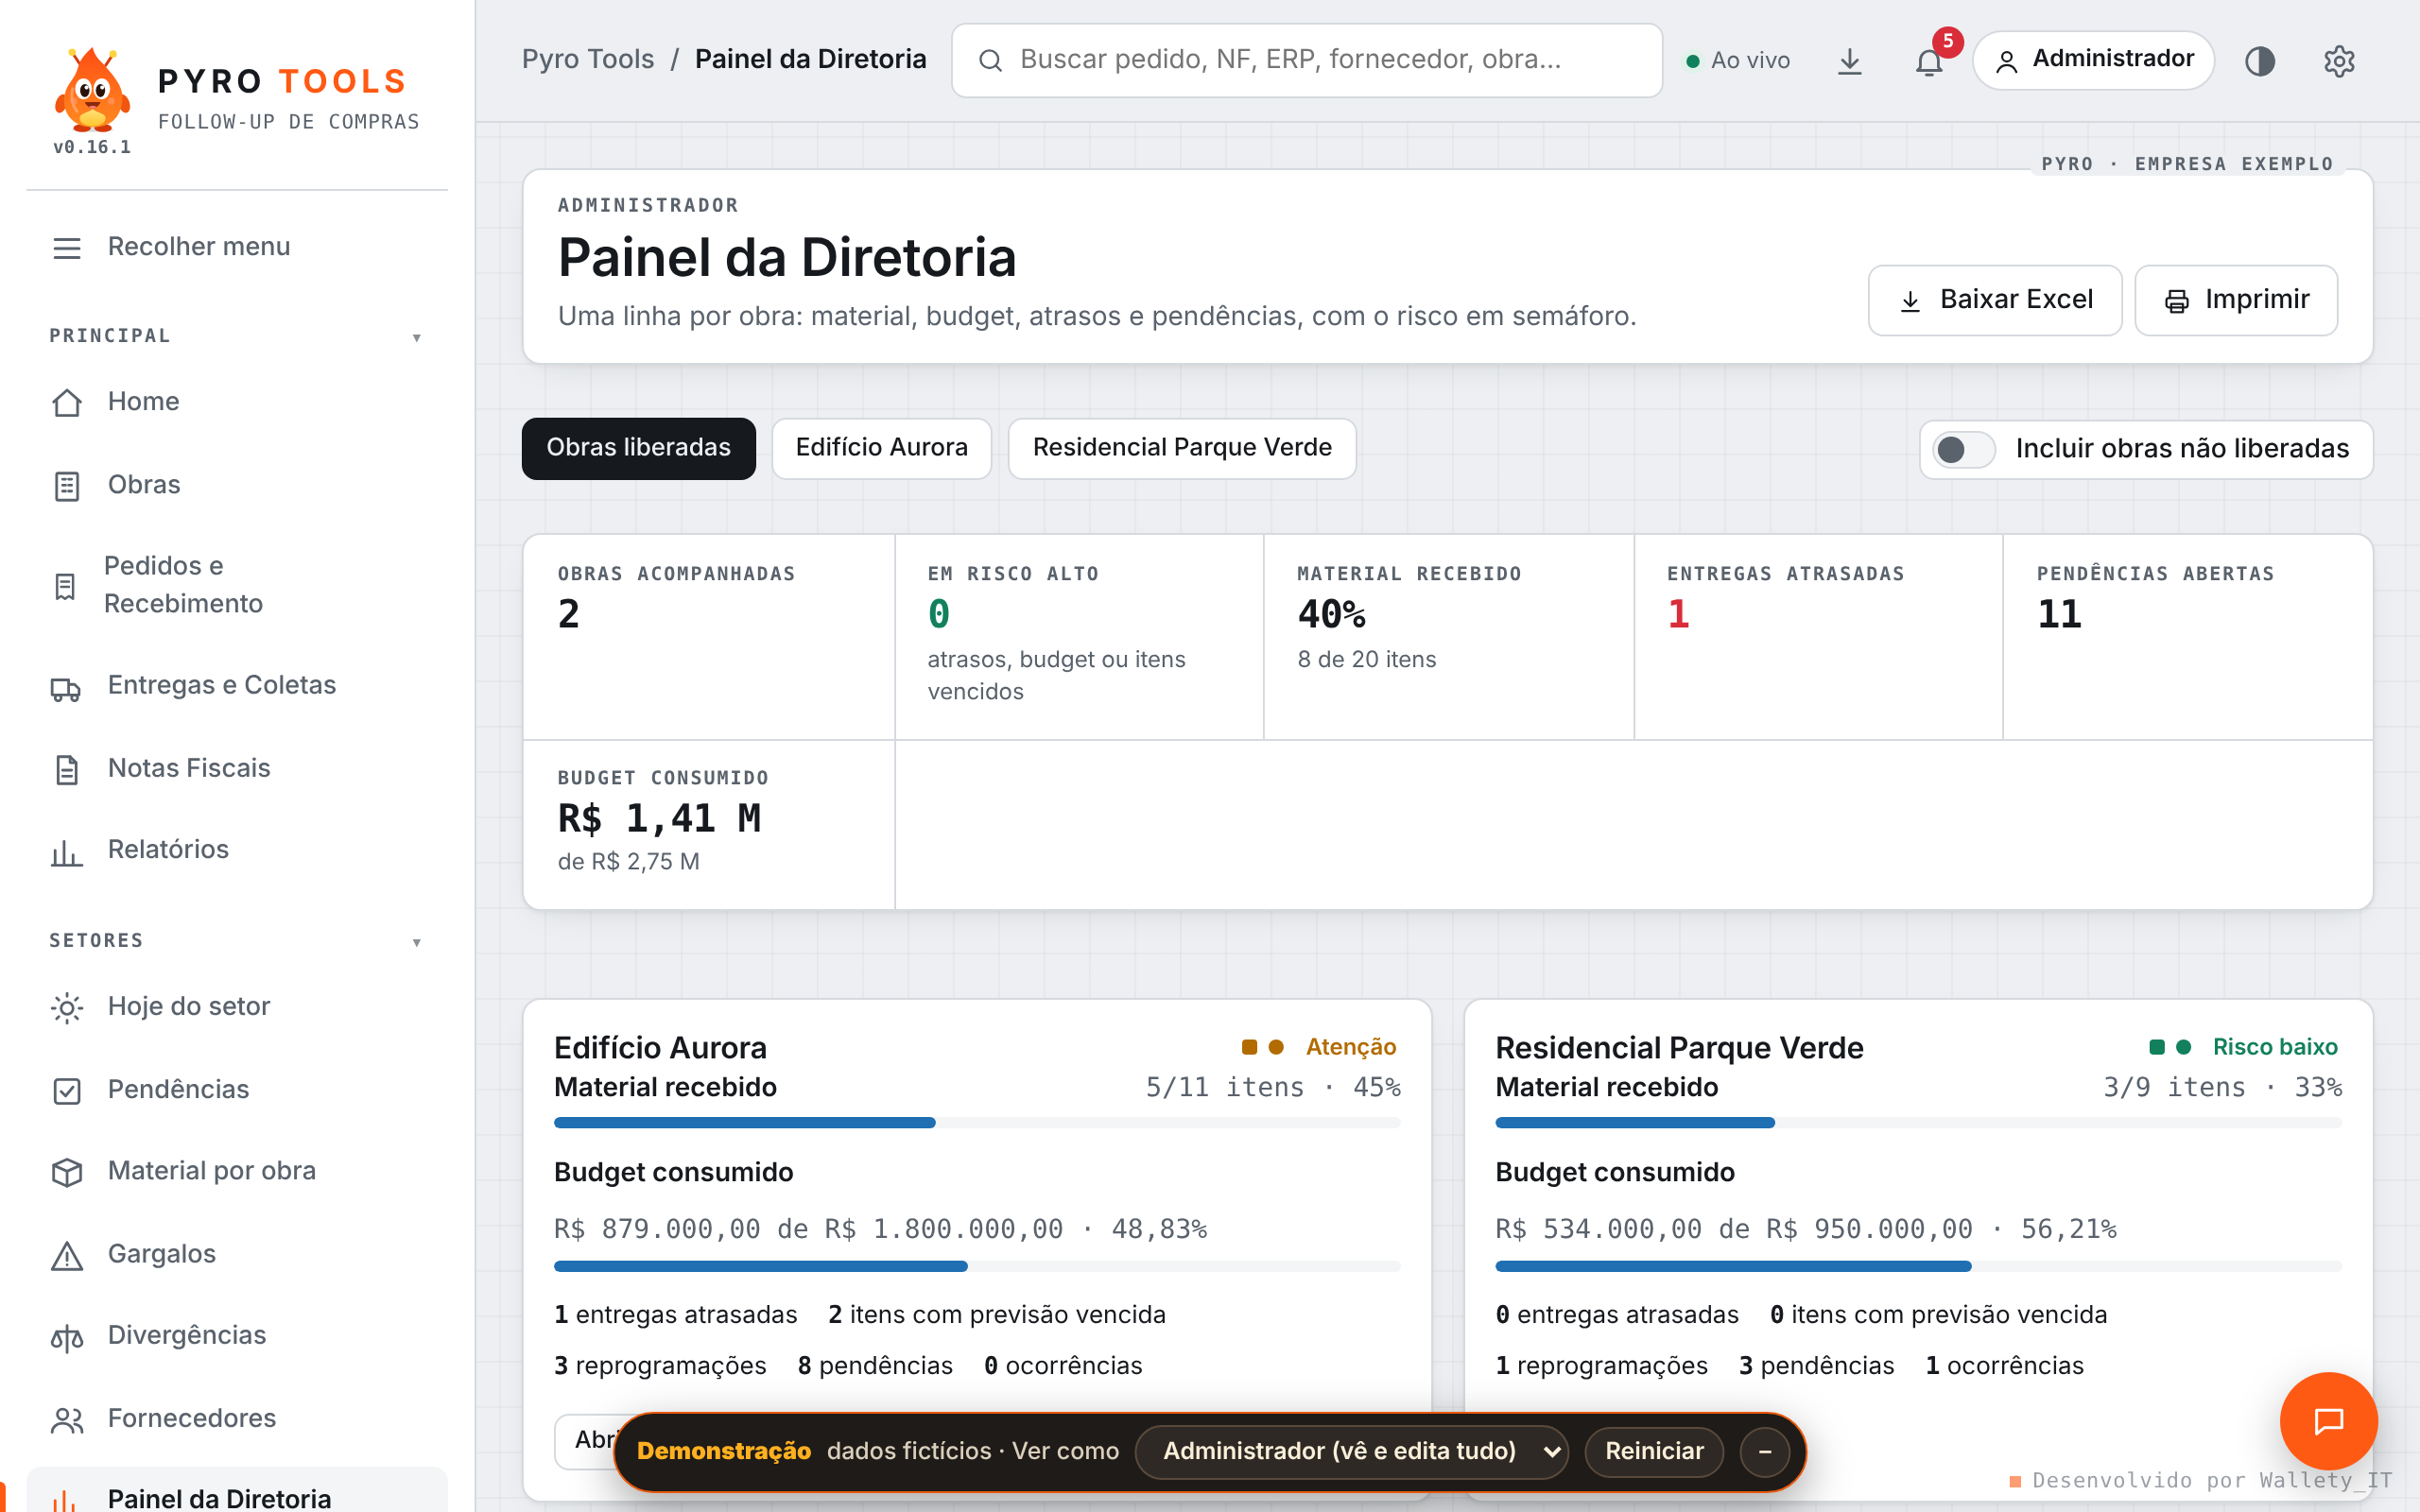 PYRO TOOLS
FOLLOW-UP DE COMPRAS
v0.16.1
Recolher menu
PRINCIPAL
Home
Obras
Pedidos e
Recebimento
Entregas e Coletas
Notas Fiscais
Relatórios
SETORES
Hoje do setor
Pendências
Material por obra
Gargalos
Divergências
Fornecedores
Painel da Diretoria
Pyro Tools / Painel da Diretoria
Buscar pedido, NF, ERP, fornecedor, obra...
Ao vivo
5
Administrador
PYRO · EMPRESA EXEMPLO
ADMINISTRADOR
Painel da Diretoria
Uma linha por obra: material, budget, atrasos e pendências, com o risco em semáforo.
Baixar Excel
Imprimir
Obras liberadas
Edifício Aurora
Residencial Parque Verde
Incluir obras não liberadas
OBRAS ACOMPANHADAS
2
EM RISCO ALTO
0
atrasos, budget ou itens
vencidos
MATERIAL RECEBIDO
40%
8 de 20 itens
ENTREGAS ATRASADAS
1
PENDÊNCIAS ABERTAS
11
BUDGET CONSUMIDO
R$ 1,41 M
de R$ 2,75 M
Edifício Aurora
Atenção
Material recebido
5/11 itens · 45%
Budget consumido
R$ 879.000,00 de R$ 1.800.000,00 · 48,83%
1 entregas atrasadas 2 itens com previsão vencida
3 reprogramações 8 pendências 0 ocorrências
Residencial Parque Verde
Risco baixo
Material recebido
3/9 itens · 33%
Budget consumido
R$ 534.000,00 de R$ 950.000,00 · 56,21%
0 entregas atrasadas 0 itens com previsão vencida
1 reprogramações 3 pendências 1 ocorrências
Demonstração dados fictícios · Ver como
Administrador (vê e edita tudo)
Reiniciar
−
Desenvolvido por Wallety_IT